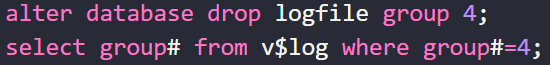 alter database drop logfile group 4;
select group# from v$log where group#=4;